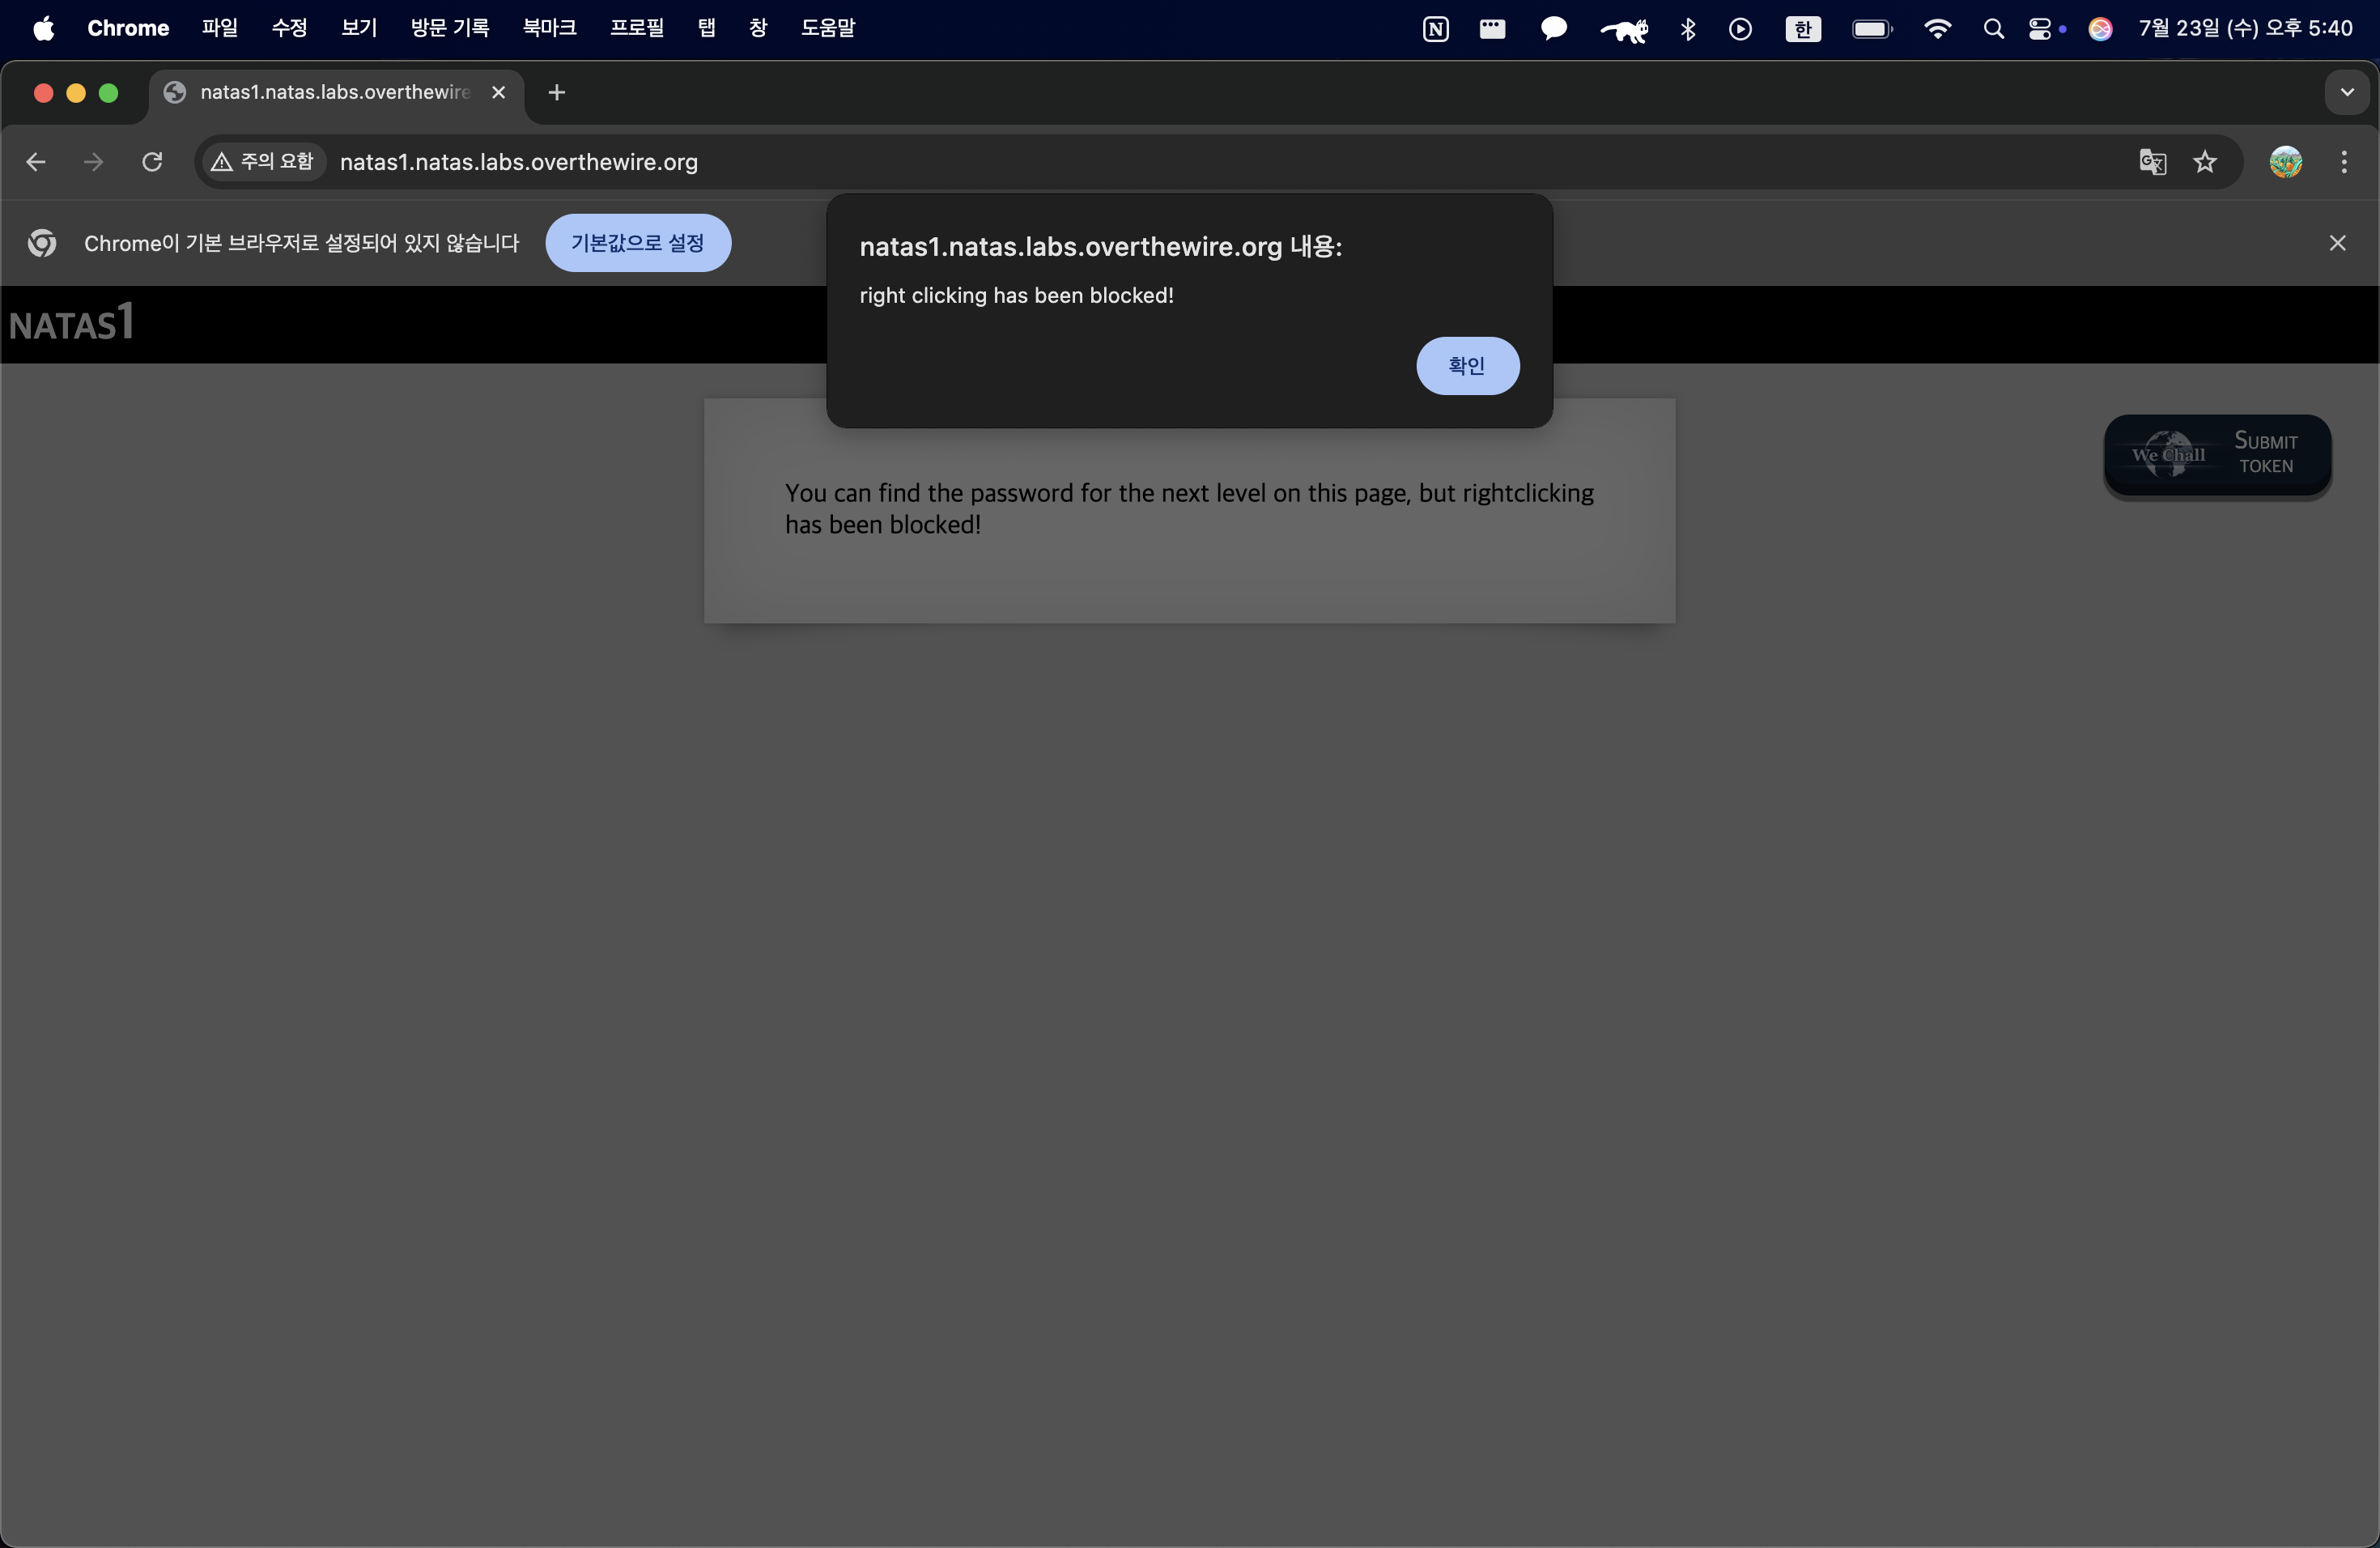 Chrome 파일 수정 보기 방문 기록 북마크 프로필 탭 창 도움말 N 한 7월 23일 (수) 오후 5:40
natas1.natas.labs.overthewire
주의 요함 natas1.natas.labs.overthewire.org
Chrome이 기본 브라우저로 설정되어 있지 않습니다 기본값으로 설정
natas1.natas.labs.overthewire.org 내용:
right clicking has been blocked!
확인
NATAS1
We Chall
SUBMIT
TOKEN
You can find the password for the next level on this page, but rightclicking
has been blocked!